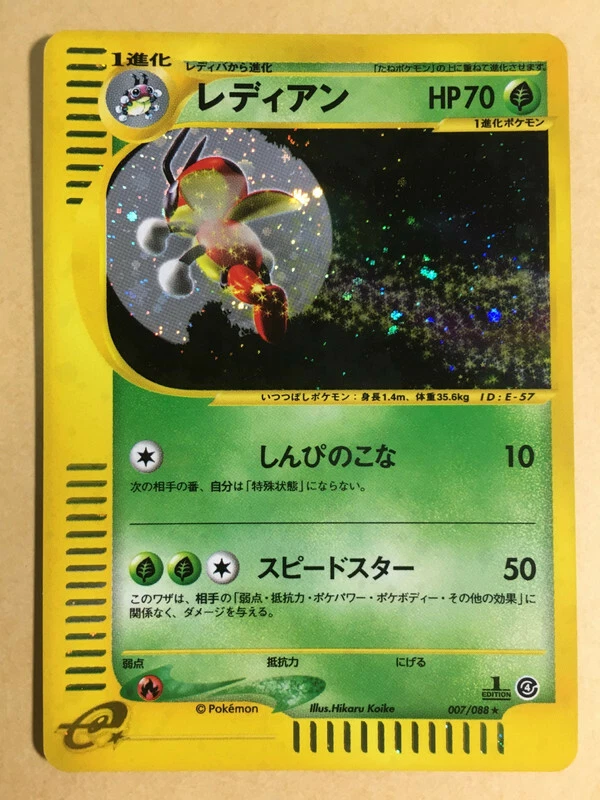 1進化
レディバから進化
「たねポケモン」の上に重ねて進化させます。
レディアン HP70
1進化ポケモン
いつつぼしポケモン：身長1.4m、体重35.6kg ID：E-57
しんぴのこな 10
次の相手の番、自分は「特殊状態」にならない。
スピードスター 50
このワザは、相手の「弱点・抵抗力・ポケパワー・ポケボディー・その他の効果」に
関係なく、ダメージを与える。
弱点 抵抗力 にげる
1
EDITION
4
e
©Pokémon Illus.Hikaru Koike 007/088★